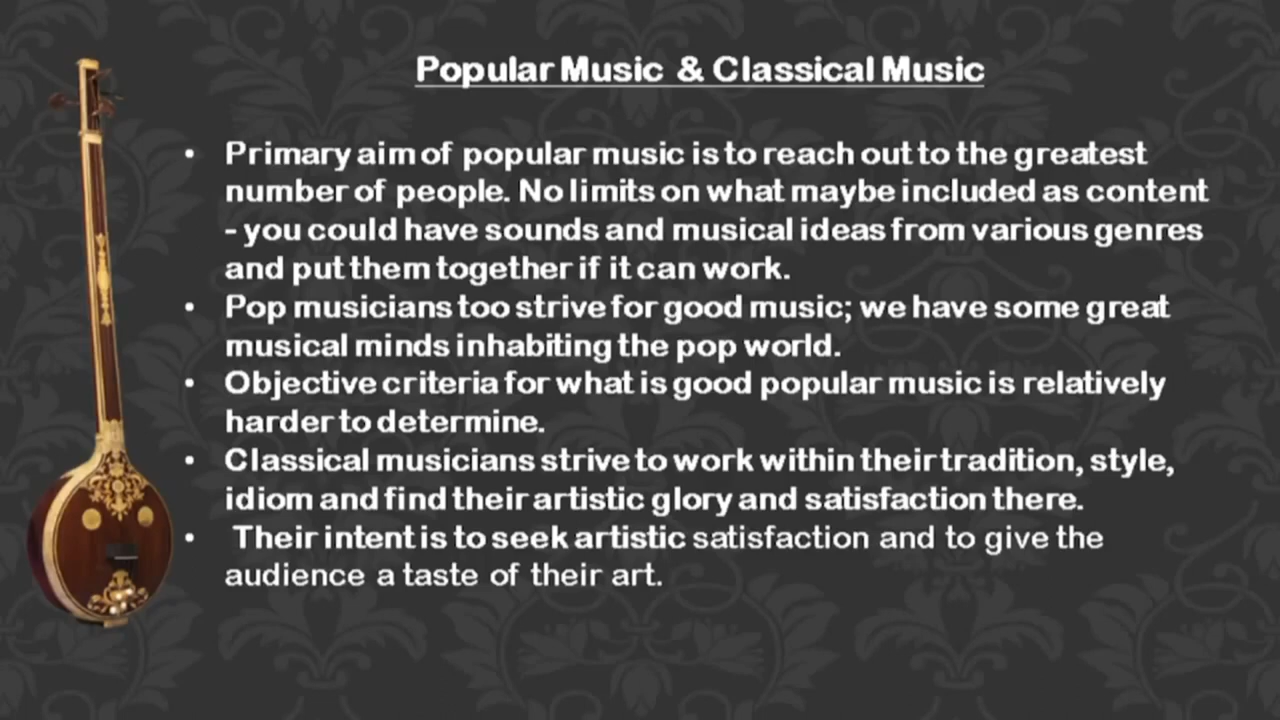 Popular Music & Classical Music
• Primary aim of popular music is to reach out to the greatest
number of people. No limits on what maybe included as content
- you could have sounds and musical ideas from various genres
and put them together if it can work.
• Pop musicians too strive for good music; we have some great
musical minds inhabiting the pop world.
• Objective criteria for what is good popular music is relatively
harder to determine.
• Classical musicians strive to work within their tradition, style,
idiom and find their artistic glory and satisfaction there.
• Their intent is to seek artistic satisfaction and to give the
audience a taste of their art.